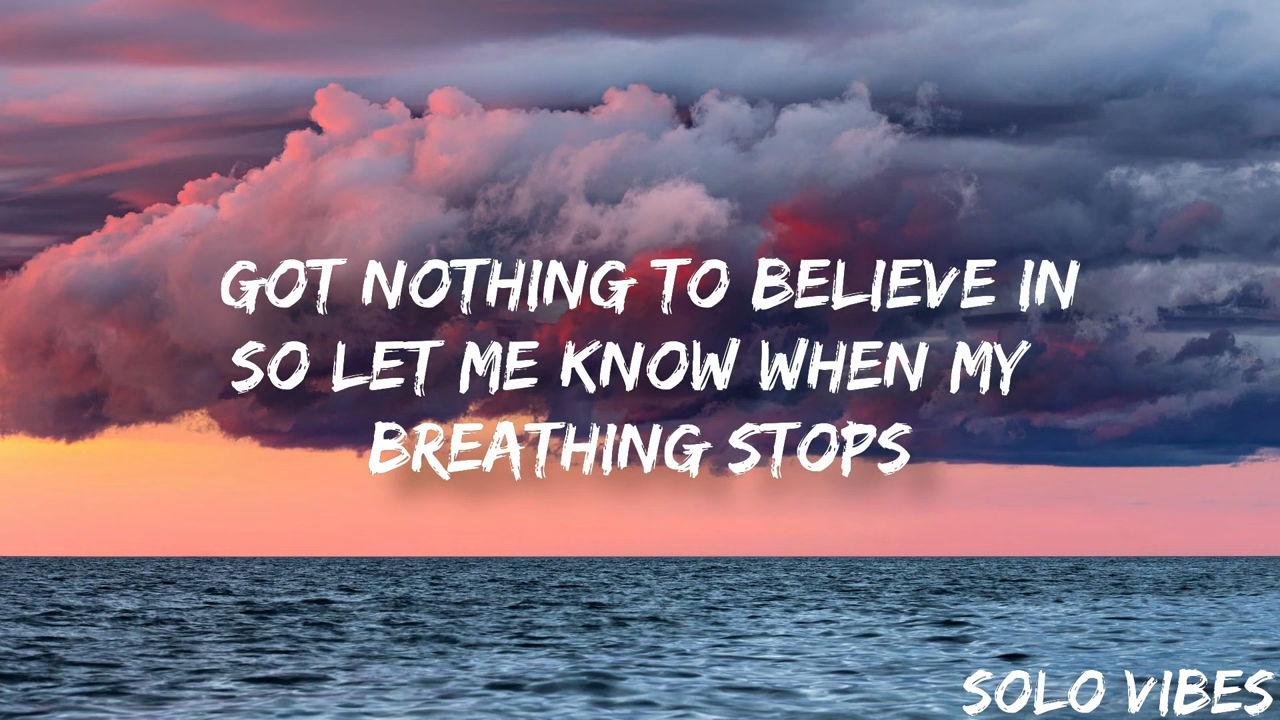 GOT NOTHING TO BELIEVE IN
SO LET ME KNOW WHEN MY
BREATHING STOPS
SOLO VIBES